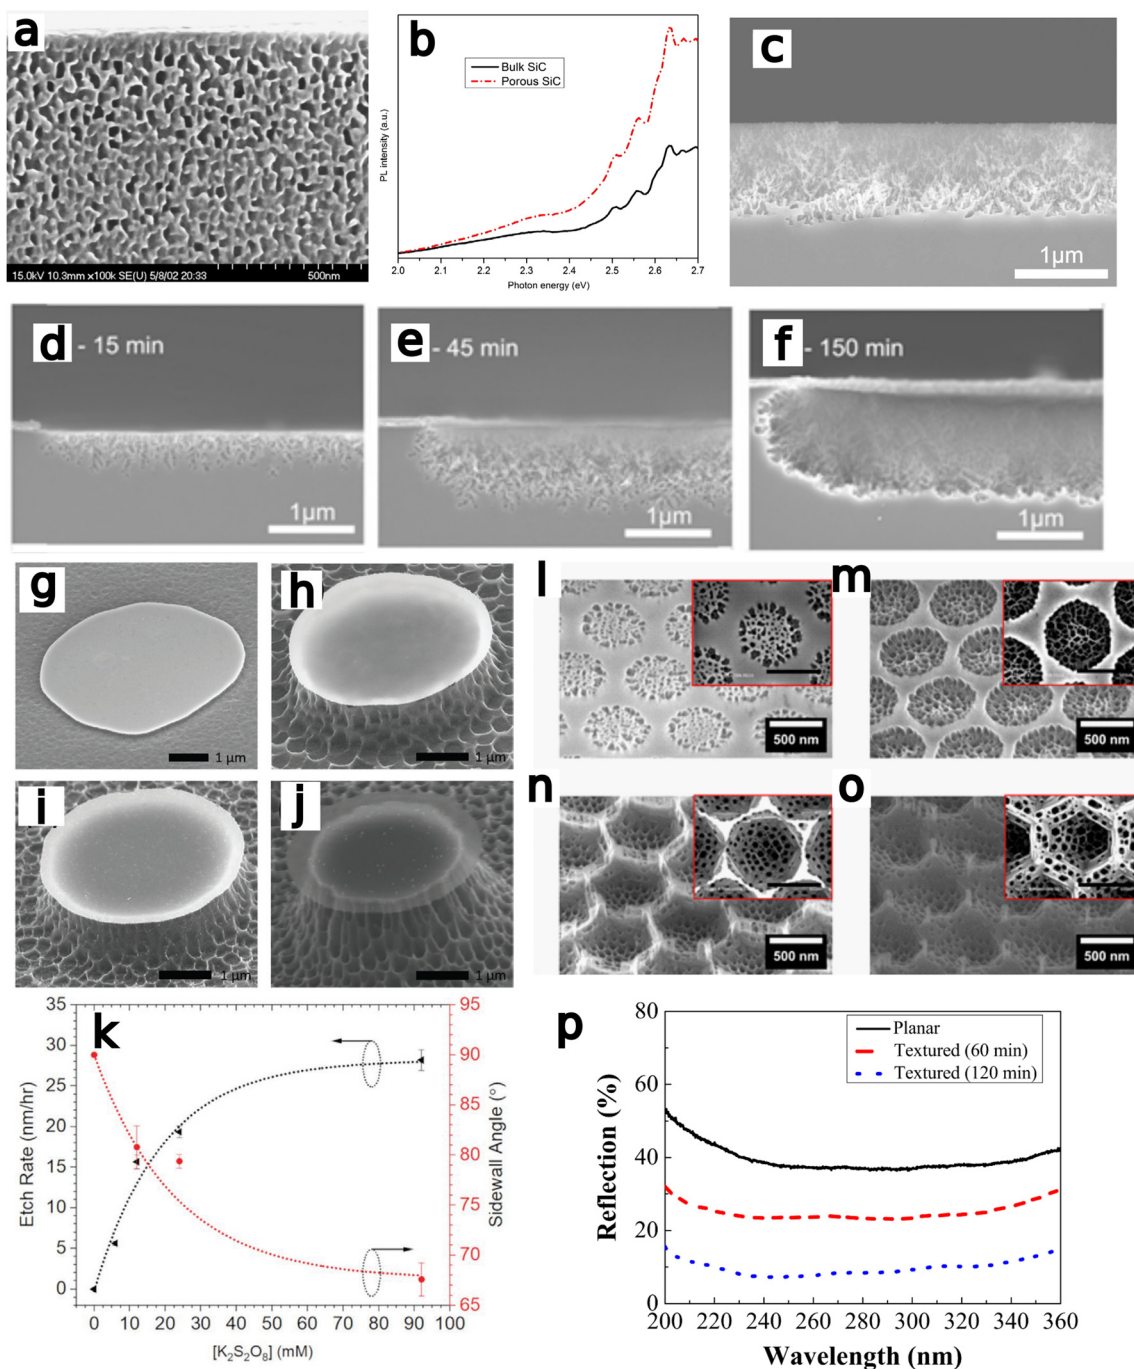 a
15.0kV 10.3mm x100k SE(U) 5/8/02 20:33
500nm
b
Bulk SiC
Porous SiC
PL intensity (a.u.)
2.0 2.1 2.2 2.3 2.4 2.5 2.6 2.7
Photon energy (eV)
c
1µm
d
- 15 min
1µm
e
- 45 min
1µm
f
- 150 min
1µm
g
1 µm
h
1 µm
i
1 µm
j
1 µm
l
500 nm
m
500 nm
n
500 nm
o
500 nm
k
35
30
25
20
15
10
5
0
Etch Rate (nm/hr)
95
90
85
80
75
70
65
Sidewall Angle (°)
0 10 20 30 40 50 60 70 80 90 100
[K₂S₂O₈] (mM)
p
Planar
Textured (60 min)
Textured (120 min)
80
60
40
20
0
Reflection (%)
200 220 240 260 280 300 320 340 360
Wavelength (nm)